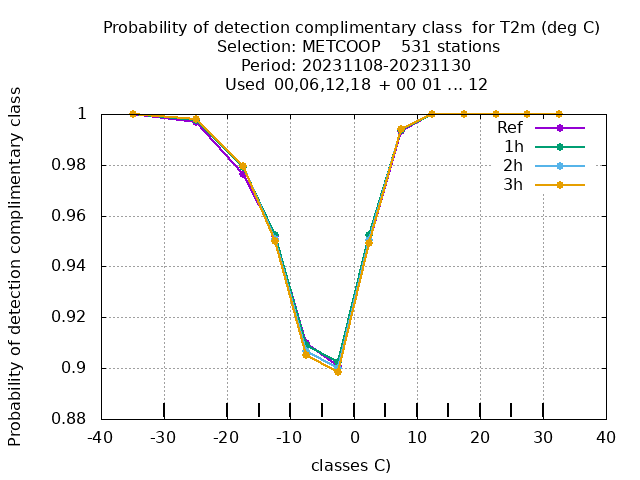 Probability of detection complimentary class  for T2m (deg C)
Selection: METCOOP    531 stations
Period: 20231108-20231130
Used  00,06,12,18 + 00 01 ... 12
Probability of detection complimentary class
1
0.98
0.96
0.94
0.92
0.9
0.88
Ref
1h
2h
3h
-40 -30 -20 -10 0 10 20 30 40
classes C)